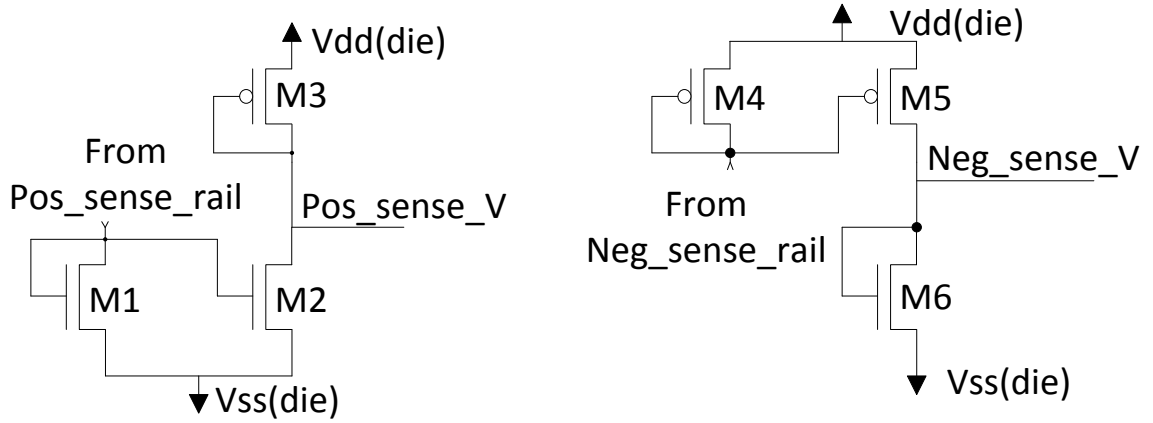 Vdd(die)
M3
From
Pos_sense_rail
Pos_sense_V
M1
M2
Vss(die)
Vdd(die)
M4
M5
Neg_sense_V
From
Neg_sense_rail
M6
Vss(die)